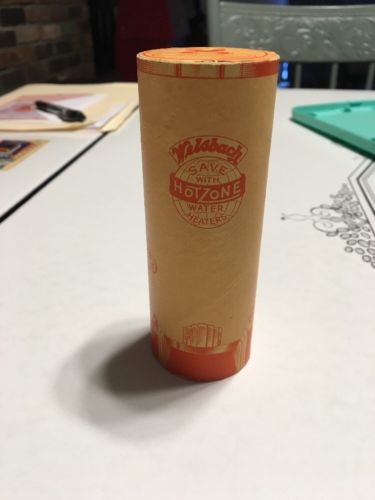 Welsbach
SAVE
WITH
HOTZONE
WATER
HEATERS